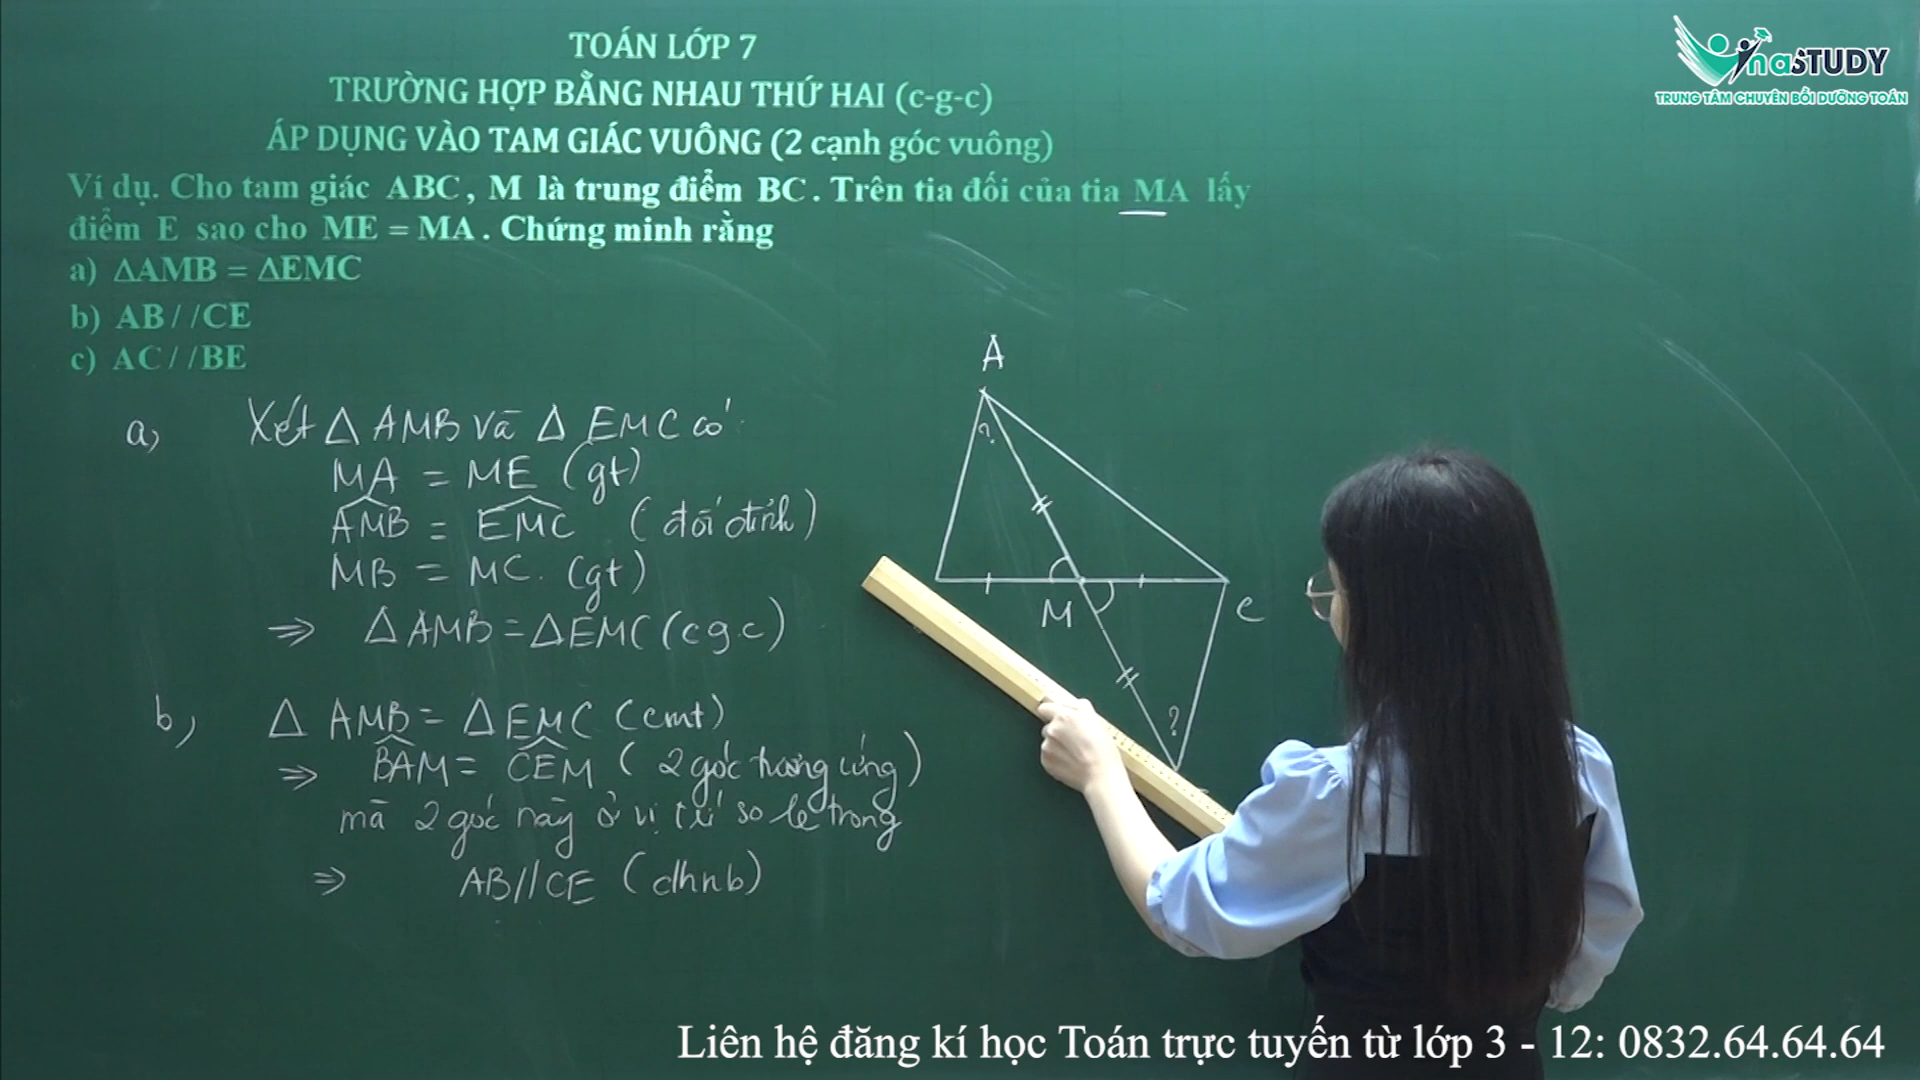 TOÁN LỚP 7
TRƯỜNG HỢP BẰNG NHAU THỨ HAI (c-g-c)
ÁP DỤNG VÀO TAM GIÁC VUÔNG (2 cạnh góc vuông)
Ví dụ. Cho tam giác ABC, M là trung điểm BC. Trên tia đối của tia MA lấy
điểm E sao cho ME = MA. Chứng minh rằng
a) ΔAMB = ΔEMC
b) AB//CE
c) AC//BE
VinaSTUDY
TRUNG TÂM CHUYÊN BỒI DƯỠNG TOÁN
a, Xét Δ AMB và Δ EMC có
MA = ME (gt)
\widehat{AMB} = \widehat{EMC} (đối đỉnh)
MB = MC. (gt)
⇒ Δ AMB = Δ EMC (c g.c)
b, Δ AMB = Δ EMC (cmt)
⇒ \widehat{BAM} = \widehat{CEM} (2 góc tương ứng)
mà 2 góc này ở vị trí so le trong
⇒ AB//CE (dhnb)
A
?
M
C
?
Liên hệ đăng kí học Toán trực tuyến từ lớp 3 - 12: 0832.64.64.64